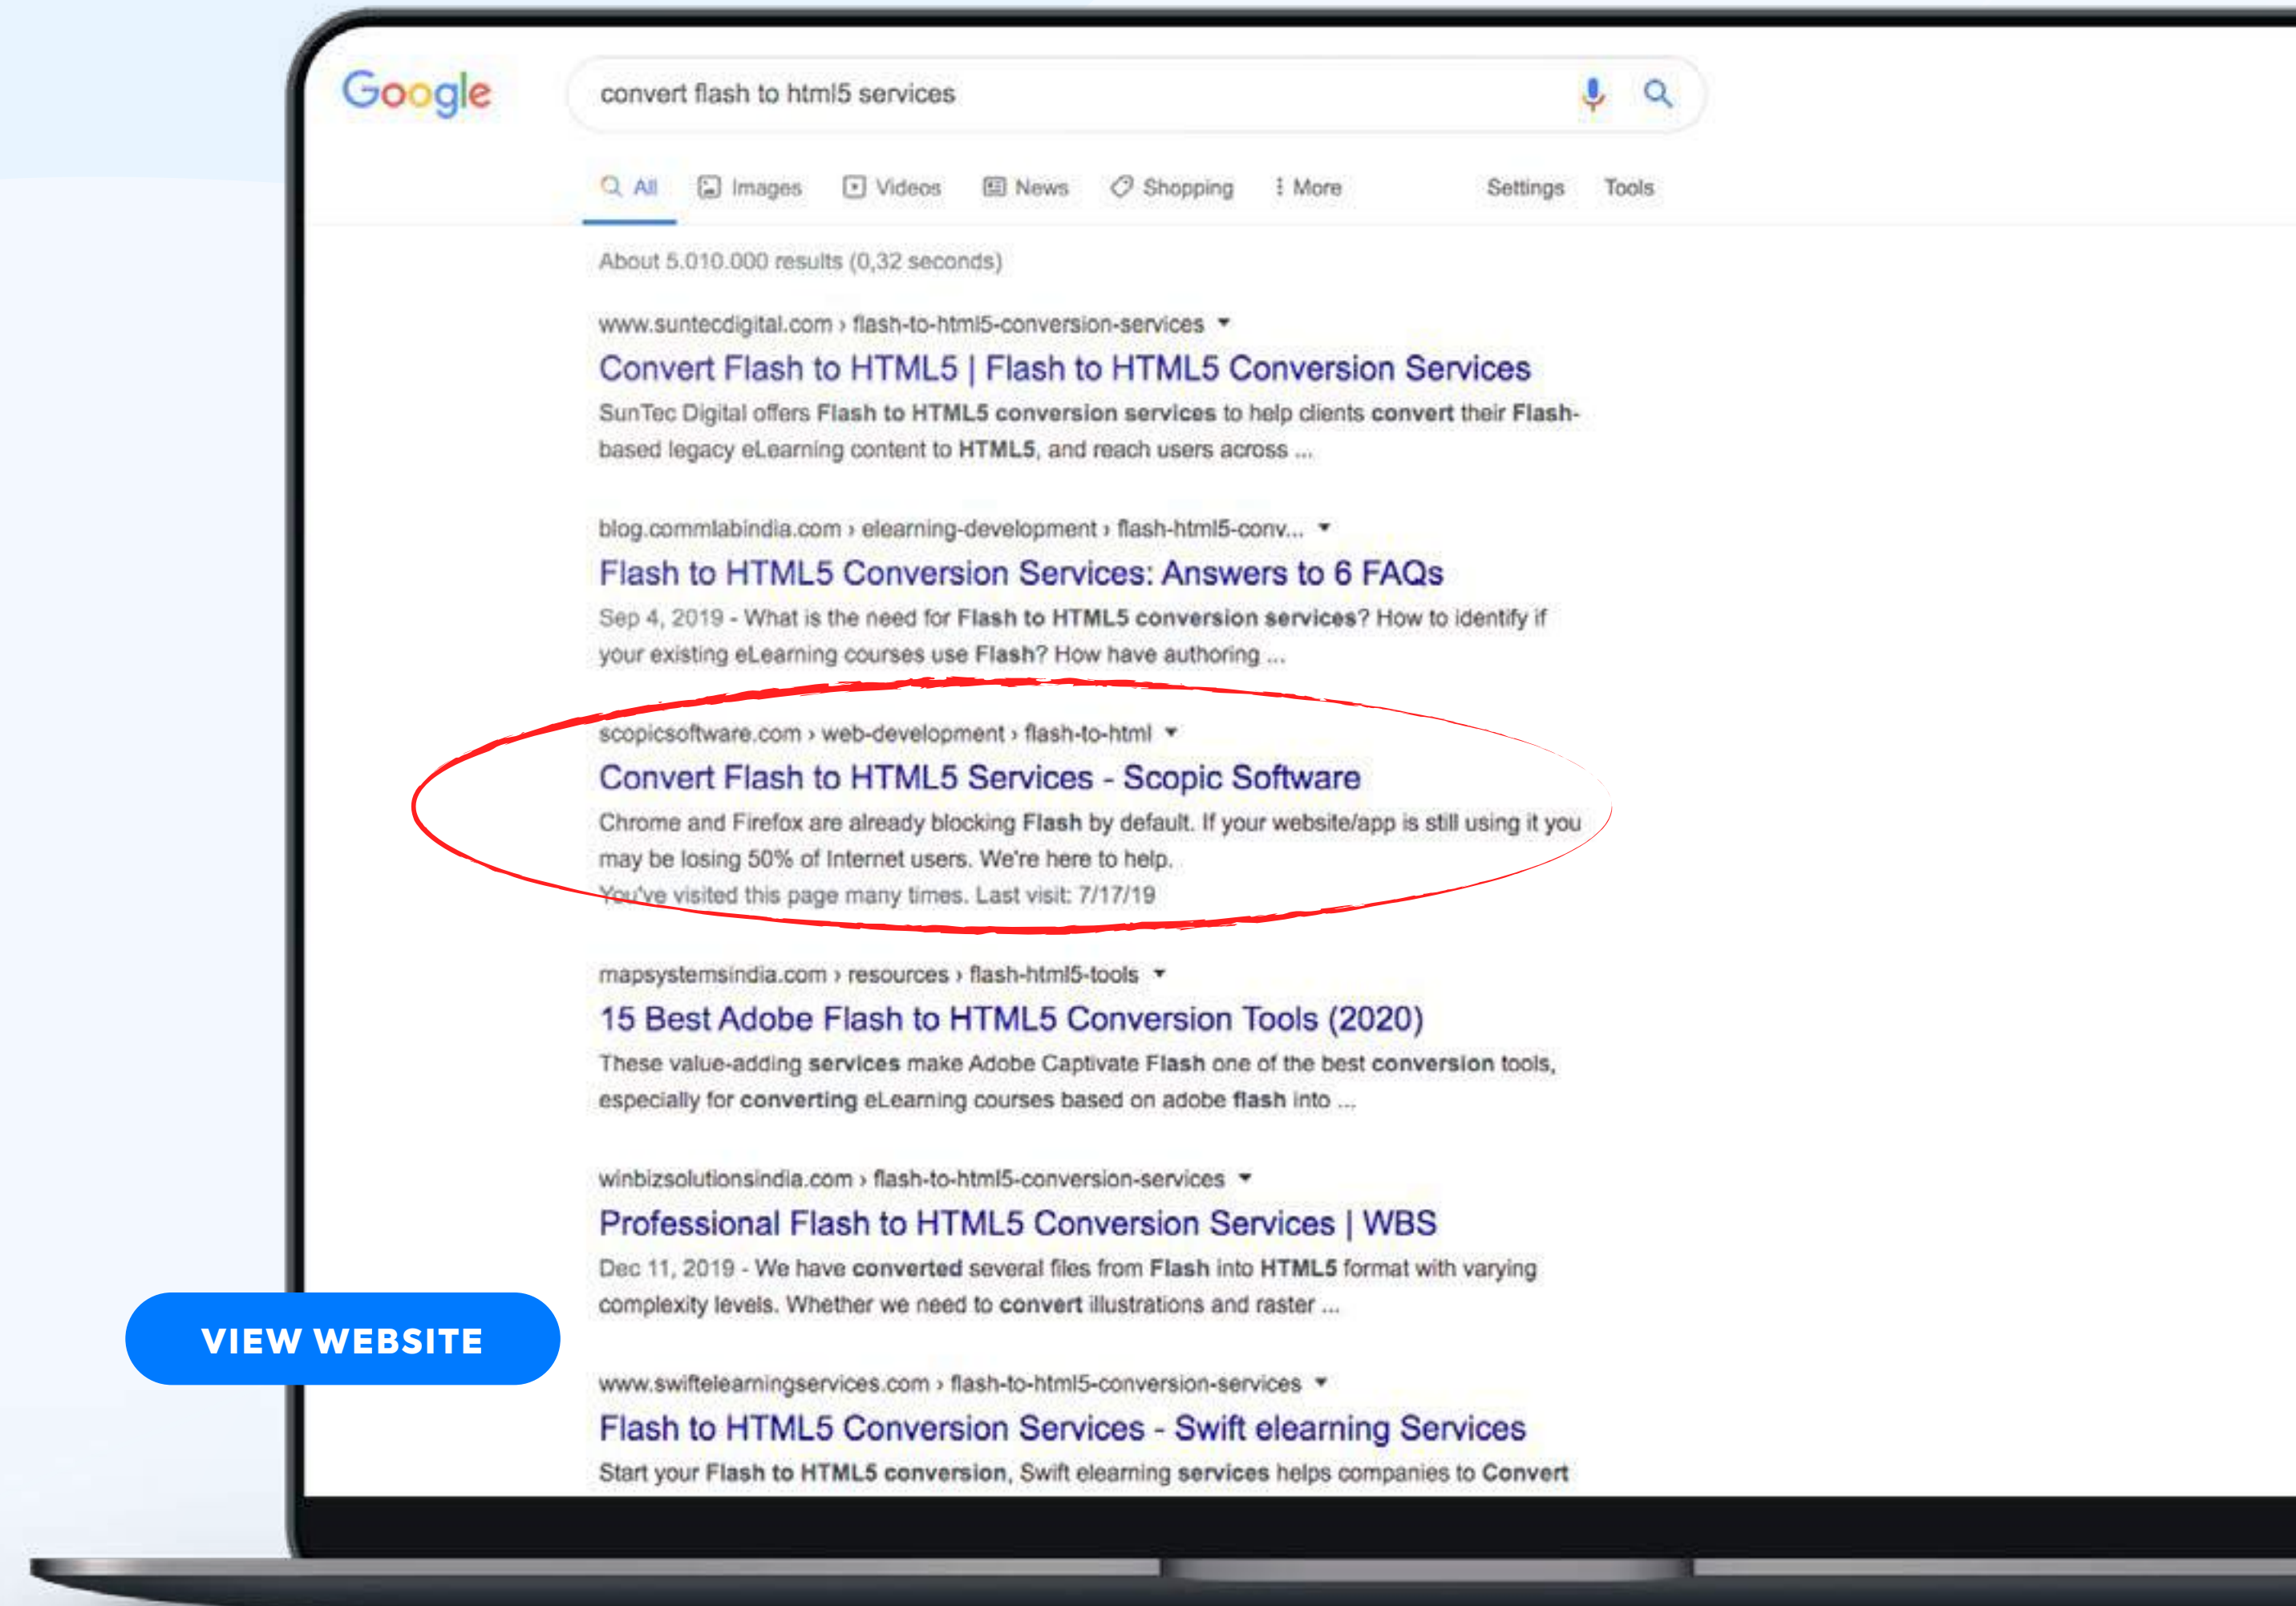 Google
convert flash to html5 services
All Images Videos News Shopping More Settings Tools
About 5.010.000 results (0,32 seconds)
www.suntecdigital.com › flash-to-html5-conversion-services
Convert Flash to HTML5 | Flash to HTML5 Conversion Services
SunTec Digital offers Flash to HTML5 conversion services to help clients convert their Flash-
based legacy eLearning content to HTML5, and reach users across ...
blog.commlabindia.com › elearning-development › flash-html5-conv...
Flash to HTML5 Conversion Services: Answers to 6 FAQs
Sep 4, 2019 - What is the need for Flash to HTML5 conversion services? How to identify if
your existing eLearning courses use Flash? How have authoring ...
scopicsoftware.com › web-development › flash-to-html
Convert Flash to HTML5 Services - Scopic Software
Chrome and Firefox are already blocking Flash by default. If your website/app is still using it you
may be losing 50% of Internet users. We're here to help.
You've visited this page many times. Last visit: 7/17/19
mapsystemsindia.com › resources › flash-html5-tools
15 Best Adobe Flash to HTML5 Conversion Tools (2020)
These value-adding services make Adobe Captivate Flash one of the best conversion tools,
especially for converting eLearning courses based on adobe flash into ...
winbizsolutionsindia.com › flash-to-html5-conversion-services
Professional Flash to HTML5 Conversion Services | WBS
Dec 11, 2019 - We have converted several files from Flash into HTML5 format with varying
complexity levels. Whether we need to convert illustrations and raster ...
VIEW WEBSITE
www.swiftelearningservices.com › flash-to-html5-conversion-services
Flash to HTML5 Conversion Services - Swift elearning Services
Start your Flash to HTML5 conversion, Swift elearning services helps companies to Convert